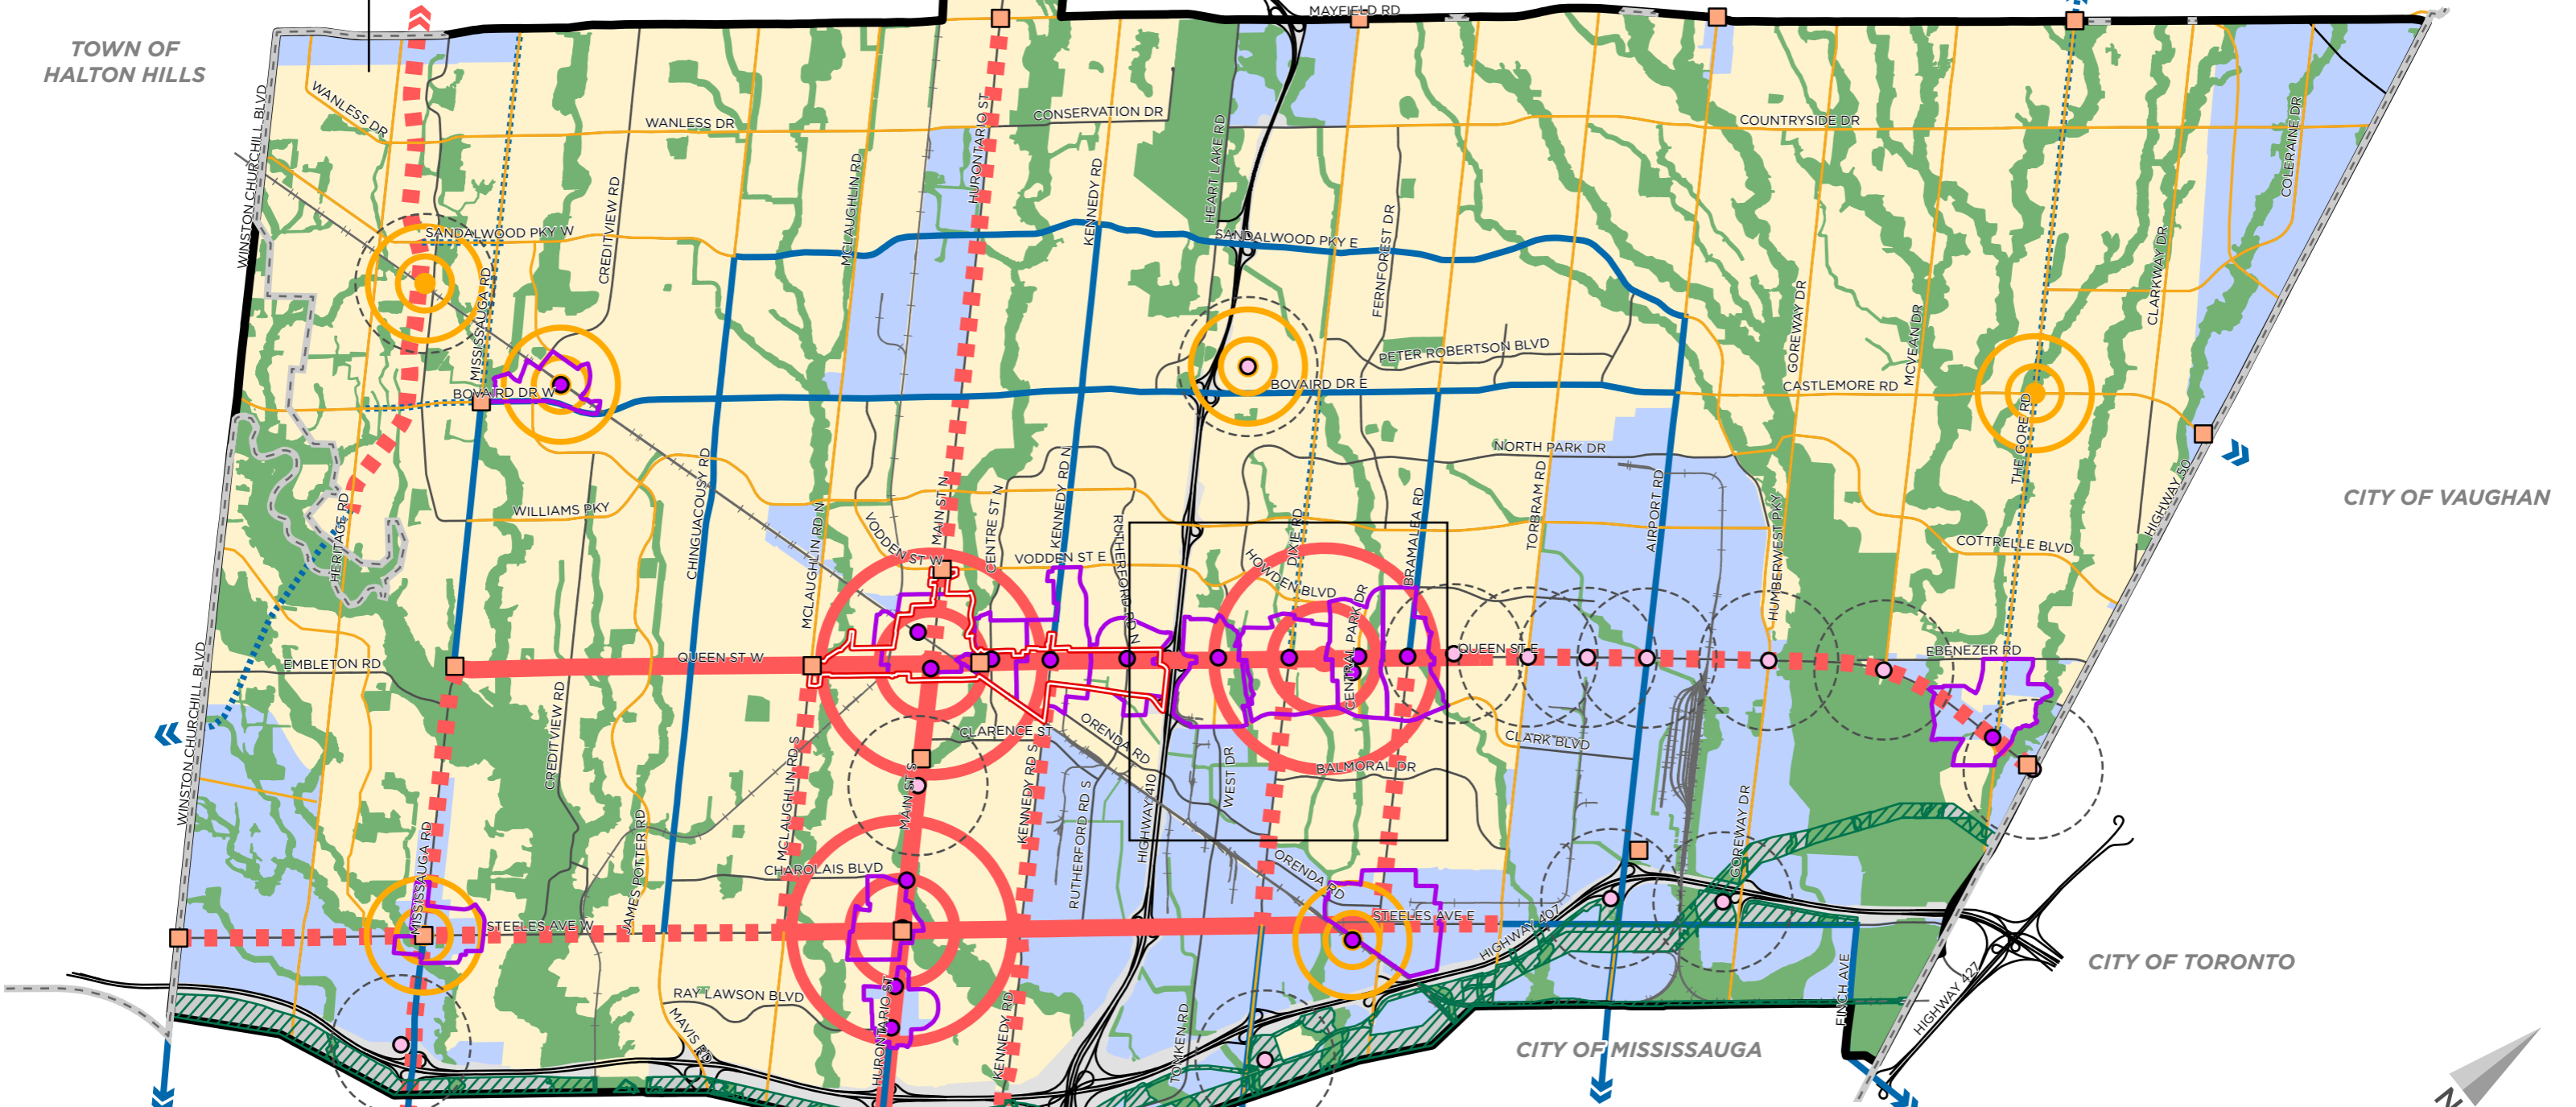 MAYFIELD RD
TOWN OF
HALTON HILLS
WANLESS DR
WANLESS DR
CONSERVATION DR
COUNTRYSIDE DR
WINSTON CHURCHILL BLVD
HURONTARIO ST
HEART LAKE RD
COLERAINE DR
MCLAUGHLIN RD
KENNEDY RD
CREDITVIEW RD
SANDALWOOD PKY W
SANDALWOOD PKY E
FERNFOREST DR
GOREWAY DR
CLARKWAY DR
MISSISSAUGA RD
MCVEAN DR
PETER ROBERTSON BLVD
BOVAIRD DR W
BOVAIRD DR E
CASTLEMORE RD
THE GORE RD
NORTH PARK DR
CHINGUACOUSY RD
KENNEDY RD N
MAIN ST N
CENTRE ST N
HIGHWAY 50
CITY OF VAUGHAN
WILLIAMS PKY
HERITAGE RD
MCLAUGHLIN RD N
VODDEN ST W
VODDEN ST E
RUTHERFORD RD N
HOWDEN BLVD
DIXIE RD
BRAMALEA RD
TORBRAM RD
AIRPORT RD
HUMBERWEST PKY
COTTRELLE BLVD
CENTRAL PARK DR
EMBLETON RD
QUEEN ST W
QUEEN ST E
EBENEZER RD
WINSTON CHURCHILL BLVD
CREDITVIEW RD
CLARENCE ST
ORENDA RD
CLARK BLVD
BALMORAL DR
MCLAUGHLIN RD S
MAIN ST S
KENNEDY RD S
RUTHERFORD RD S
HIGHWAY 410
WEST DR
GOREWAY DR
JAMES POTTER RD
MISSISSAUGA RD
CHAROLAIS BLVD
ORENDA RD
STEELES AVE W
STEELES AVE E
HIGHWAY 407
CITY OF TORONTO
FINCH AVE
HIGHWAY 427
RAY LAWSON BLVD
MAVIS RD
HURONTARIO ST
KENNEDY RD
TOMKEN RD
CITY OF MISSISSAUGA
N